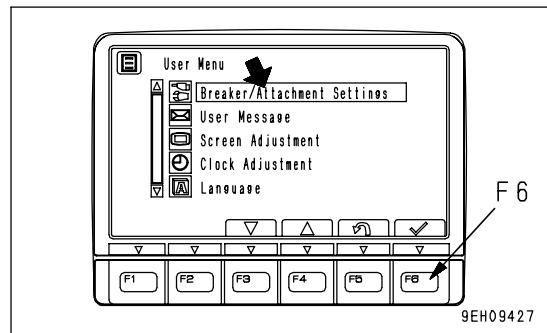 User Menu
Breaker/Attachment Settings
User Message
Screen Adjustment
Clock Adjustment
A Language
F 6
F1 F2 F3 F4 F5 F6
9EH09427